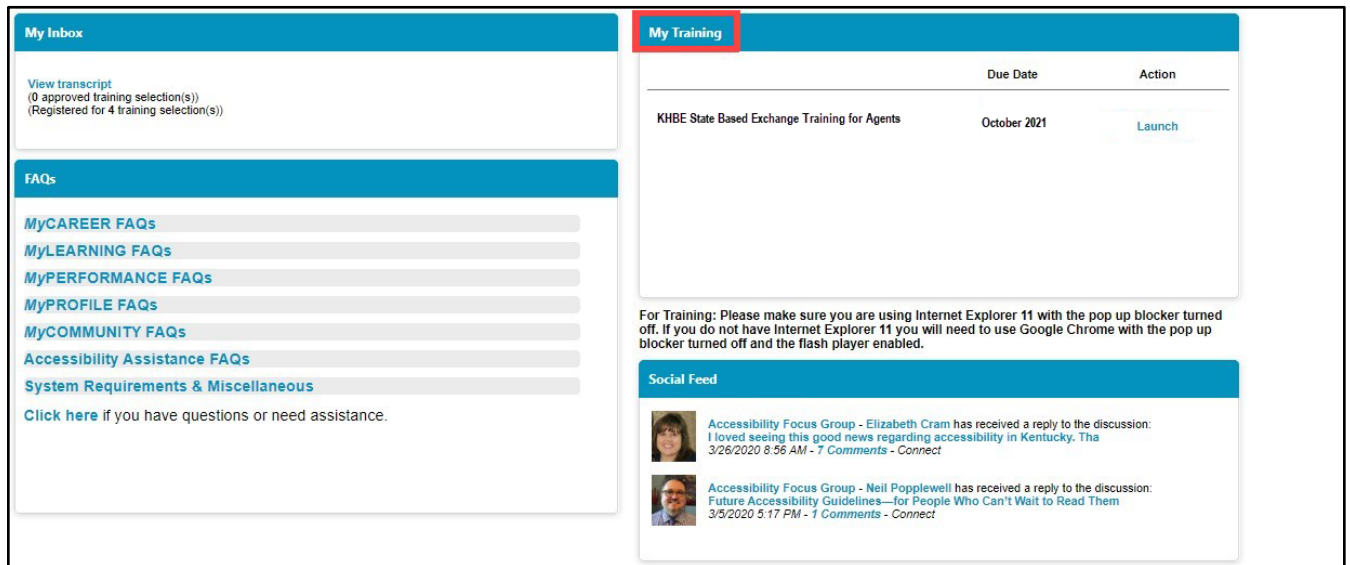 My Inbox
View transcript
(0 approved training selection(s))
(Registered for 4 training selection(s))
FAQs
MyCAREER FAQs
MyLEARNING FAQs
MyPERFORMANCE FAQs
MyPROFILE FAQs
MyCOMMUNITY FAQs
Accessibility Assistance FAQs
System Requirements & Miscellaneous
Click here if you have questions or need assistance.
My Training
Due Date Action
KHBE State Based Exchange Training for Agents October 2021 Launch
For Training: Please make sure you are using Internet Explorer 11 with the pop up blocker turned
off. If you do not have Internet Explorer 11 you will need to use Google Chrome with the pop up
blocker turned off and the flash player enabled.
Social Feed
Accessibility Focus Group - Elizabeth Cram has received a reply to the discussion:
I loved seeing this good news regarding accessibility in Kentucky. Tha
3/26/2020 8:56 AM - 7 Comments - Connect
Accessibility Focus Group - Neil Popplewell has received a reply to the discussion:
Future Accessibility Guidelines—for People Who Can't Wait to Read Them
3/5/2020 5:17 PM - 1 Comments - Connect